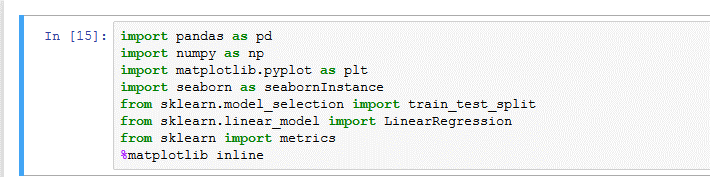 In [15]: import pandas as pd
import numpy as np
import matplotlib.pyplot as plt
import seaborn as seabornInstance
from sklearn.model_selection import train_test_split
from sklearn.linear_model import LinearRegression
from sklearn import metrics
%matplotlib inline